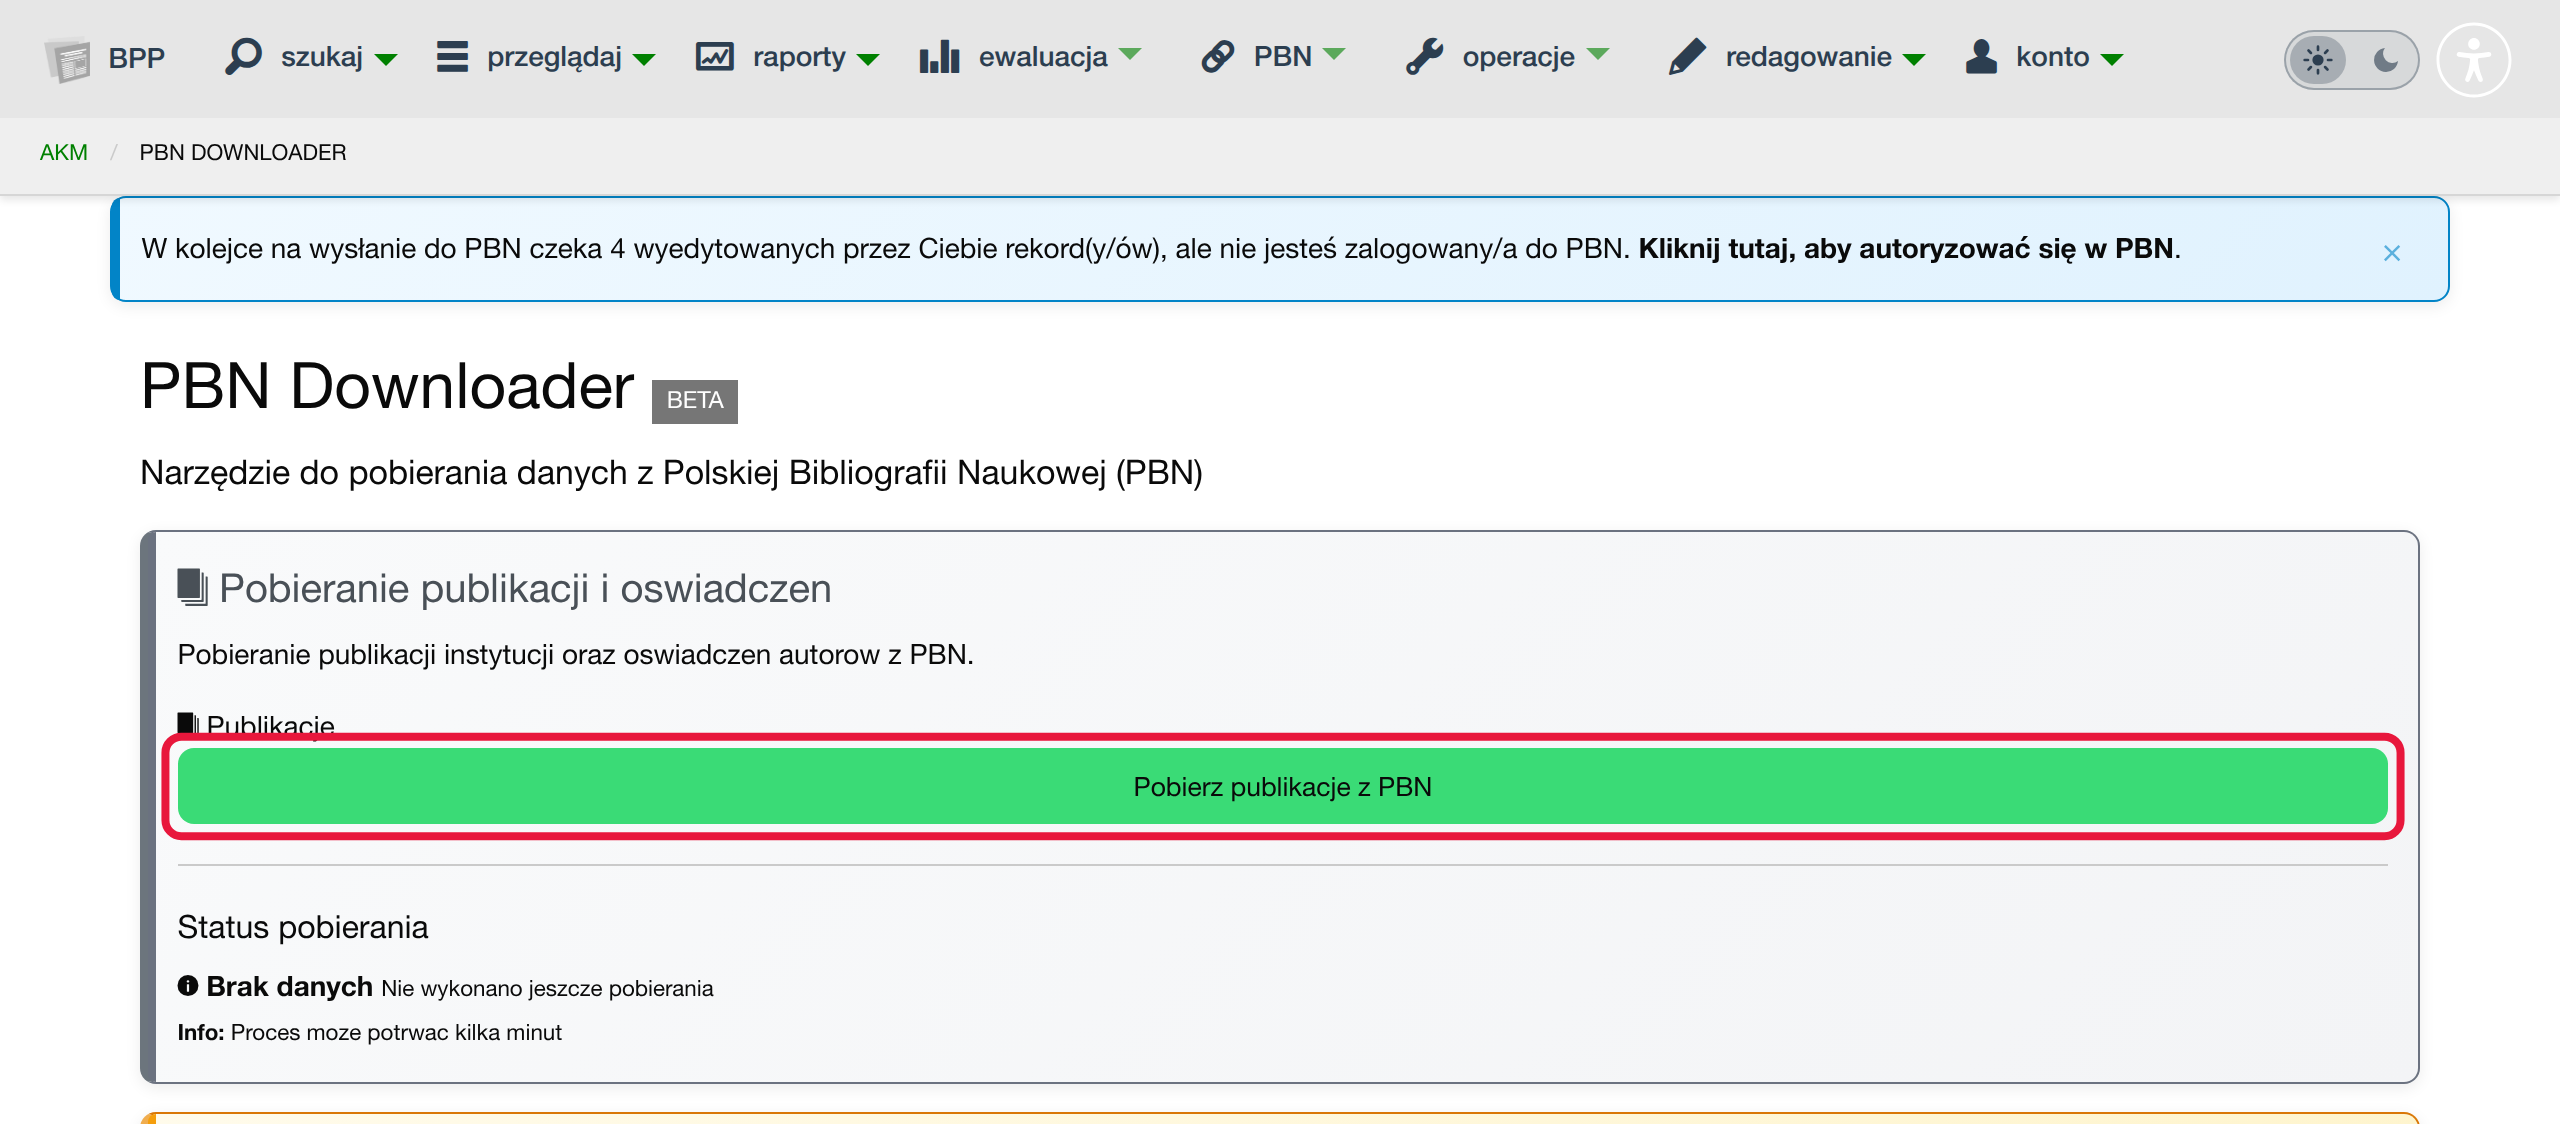 BPP szukaj przeglądaj raporty ewaluacja PBN operacje redagowanie konto
AKM / PBN DOWNLOADER
W kolejce na wysłanie do PBN czeka 4 wyedytowanych przez Ciebie rekord(y/ów), ale nie jesteś zalogowany/a do PBN. Kliknij tutaj, aby autoryzować się w PBN. ×
PBN Downloader BETA
Narzędzie do pobierania danych z Polskiej Bibliografii Naukowej (PBN)
Pobieranie publikacji i oswiadczen
Pobieranie publikacji instytucji oraz oswiadczen autorow z PBN.
Publikacje
Pobierz publikacje z PBN
Status pobierania
Brak danych Nie wykonano jeszcze pobierania
Info: Proces moze potrwac kilka minut